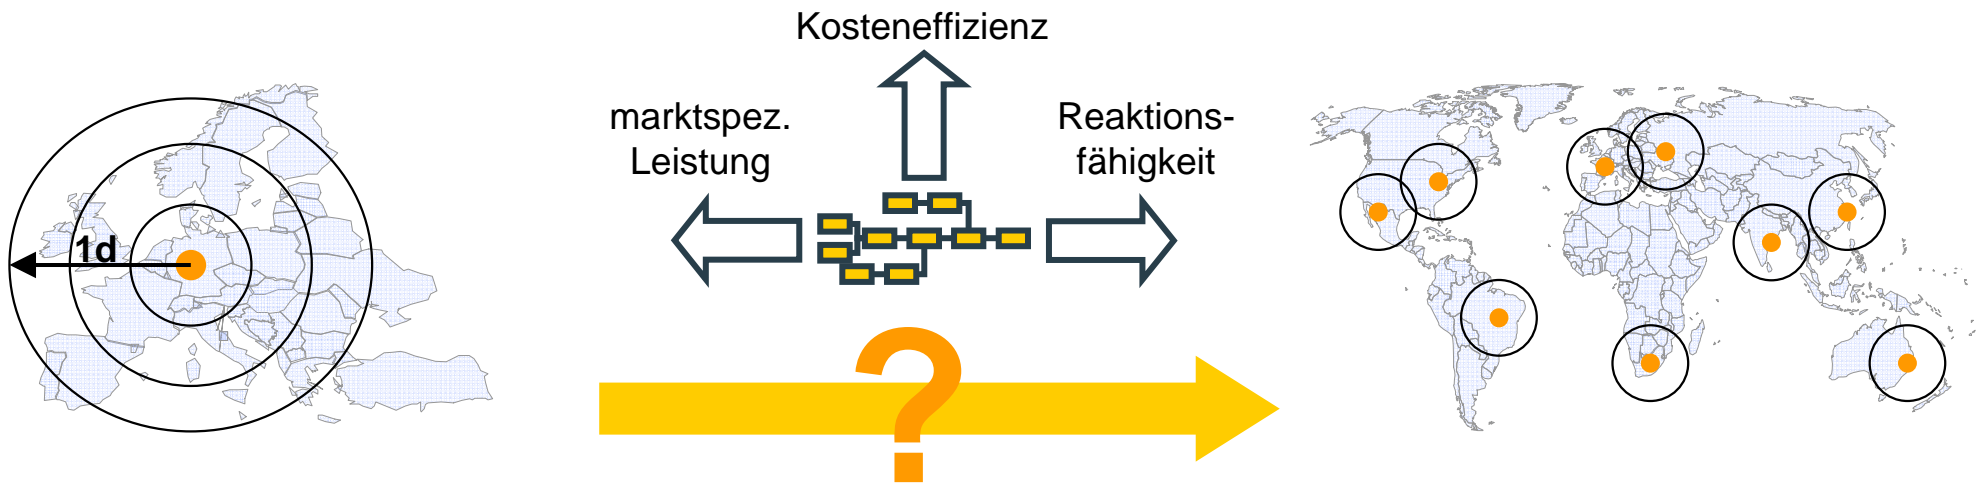 Kosteneffizienz
marktspez.
Leistung
Reaktions-
fähigkeit
1d
?